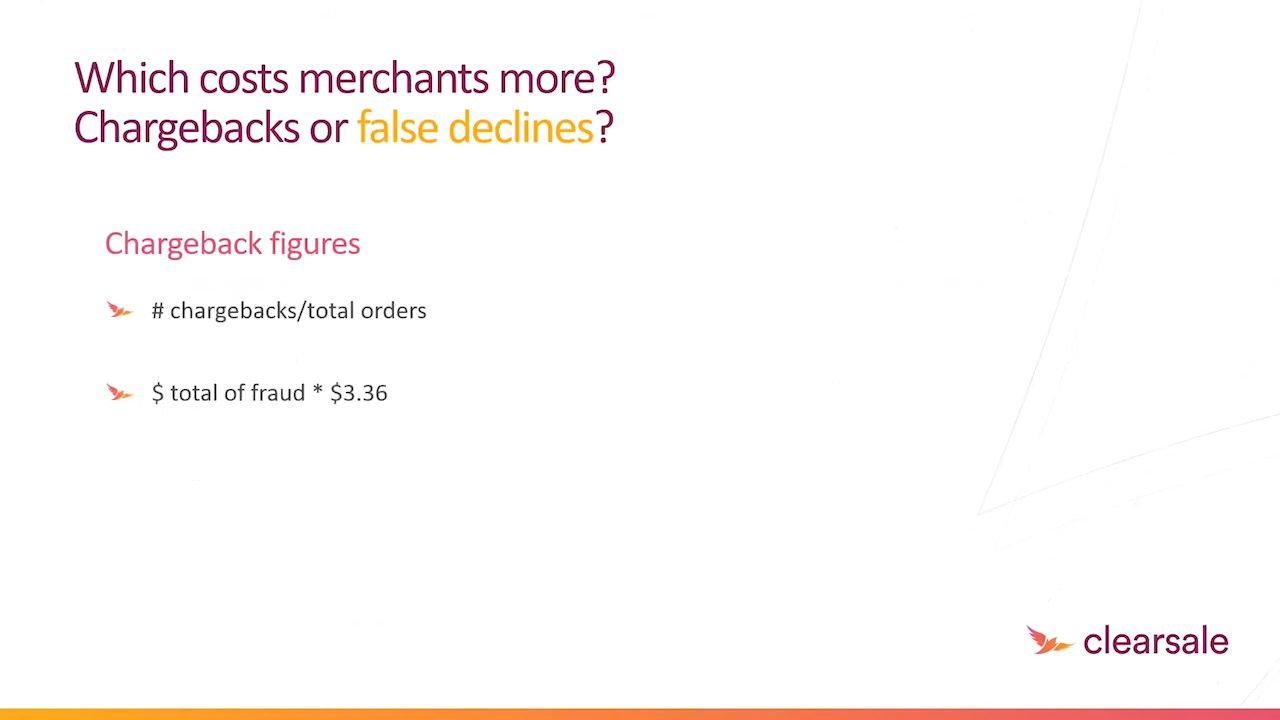 Which costs merchants more?
Chargebacks or false declines?
Chargeback figures
# chargebacks/total orders
$ total of fraud * $3.36
clearsale